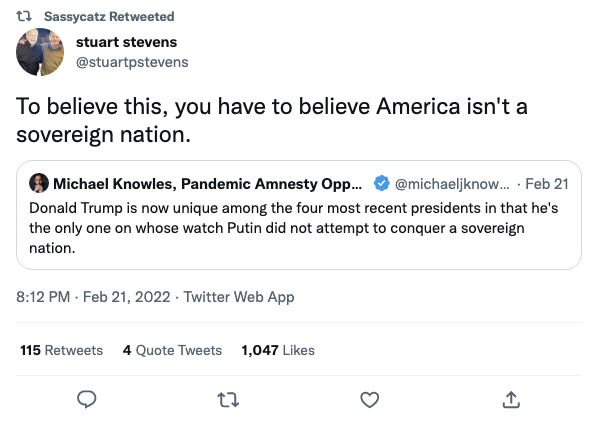 Sassycatz Retweeted
stuart stevens
@stuartpstevens
To believe this, you have to believe America isn't a
sovereign nation.
Michael Knowles, Pandemic Amnesty Opp... @michaeljknow... · Feb 21
Donald Trump is now unique among the four most recent presidents in that he's
the only one on whose watch Putin did not attempt to conquer a sovereign
nation.
8:12 PM · Feb 21, 2022 · Twitter Web App
115 Retweets 4 Quote Tweets 1,047 Likes